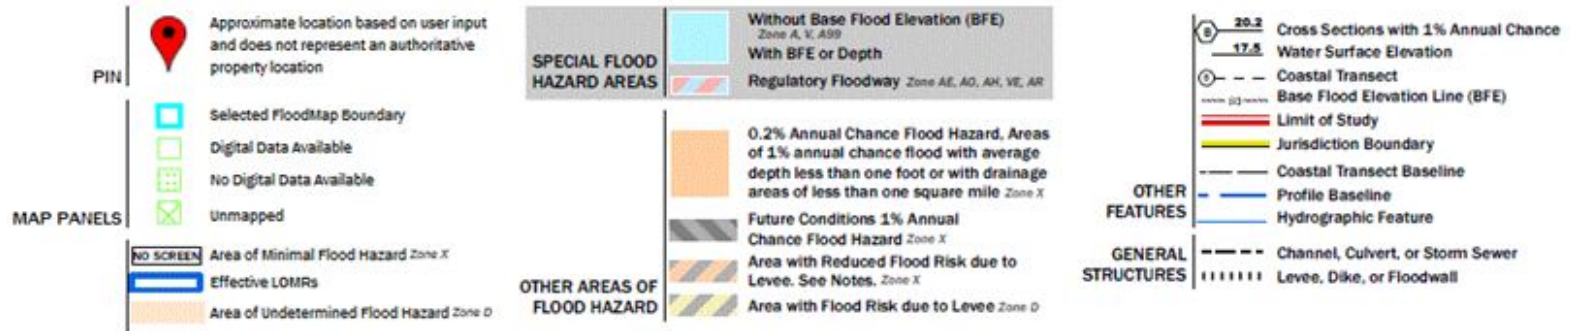 PIN
Approximate location based on user input
and does not represent an authoritative
property location
MAP PANELS
Selected FloodMap Boundary
Digital Data Available
No Digital Data Available
Unmapped
NO SCREEN Area of Minimal Flood Hazard Zone X
Effective LOMRs
Area of Undetermined Flood Hazard Zone D
SPECIAL FLOOD
HAZARD AREAS
Without Base Flood Elevation (BFE)
Zone A, V, A99
With BFE or Depth
Regulatory Floodway Zone AE, AO, AH, VE, AR
OTHER AREAS OF
FLOOD HAZARD
0.2% Annual Chance Flood Hazard, Areas
of 1% annual chance flood with average
depth less than one foot or with drainage
areas of less than one square mile Zone X
Future Conditions 1% Annual
Chance Flood Hazard Zone X
Area with Reduced Flood Risk due to
Levee. See Notes. Zone X
Area with Flood Risk due to Levee Zone D
OTHER
FEATURES
20.2 Cross Sections with 1% Annual Chance
17.5 Water Surface Elevation
Coastal Transect
Base Flood Elevation Line (BFE)
Limit of Study
Jurisdiction Boundary
Coastal Transect Baseline
Profile Baseline
Hydrographic Feature
GENERAL
STRUCTURES
Channel, Culvert, or Storm Sewer
Levee, Dike, or Floodwall